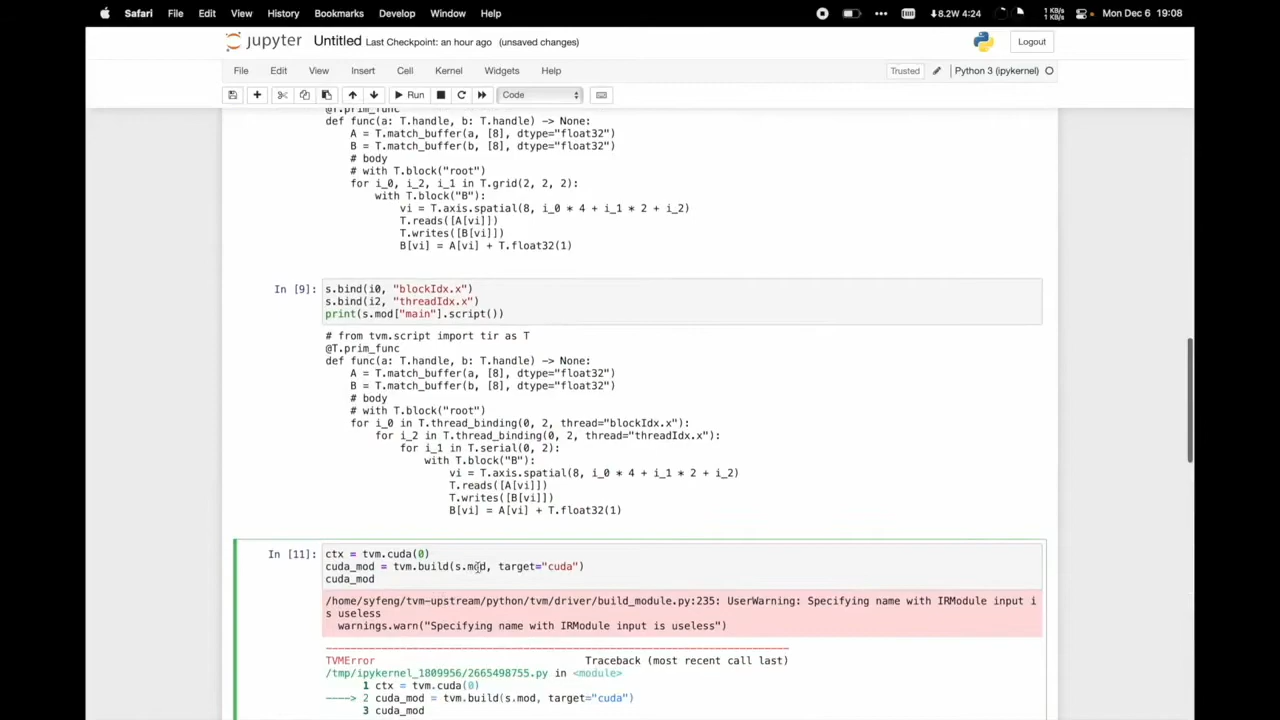 Safari File Edit View History Bookmarks Develop Window Help ••• 8.2W 4:24 1 KB/s 1 KB/s Mon Dec 6 19:08
jupyter Untitled Last Checkpoint: an hour ago (unsaved changes) Logout
File Edit View Insert Cell Kernel Widgets Help Trusted Python 3 (ipykernel)
Run Code
@T.prim_func
def func(a: T.handle, b: T.handle) -> None:
A = T.match_buffer(a, [8], dtype="float32")
B = T.match_buffer(b, [8], dtype="float32")
# body
# with T.block("root")
for i_0, i_2, i_1 in T.grid(2, 2, 2):
with T.block("B"):
vi = T.axis.spatial(8, i_0 * 4 + i_1 * 2 + i_2)
T.reads([A[vi]])
T.writes([B[vi]])
B[vi] = A[vi] + T.float32(1)
In [9]: s.bind(i0, "blockIdx.x")
s.bind(i2, "threadIdx.x")
print(s.mod["main"].script())
# from tvm.script import tir as T
@T.prim_func
def func(a: T.handle, b: T.handle) -> None:
A = T.match_buffer(a, [8], dtype="float32")
B = T.match_buffer(b, [8], dtype="float32")
# body
# with T.block("root")
for i_0 in T.thread_binding(0, 2, thread="blockIdx.x"):
for i_2 in T.thread_binding(0, 2, thread="threadIdx.x"):
for i_1 in T.serial(0, 2):
with T.block("B"):
vi = T.axis.spatial(8, i_0 * 4 + i_1 * 2 + i_2)
T.reads([A[vi]])
T.writes([B[vi]])
B[vi] = A[vi] + T.float32(1)
In [11]: ctx = tvm.cuda(0)
cuda_mod = tvm.build(s.mod, target="cuda")
cuda_mod
/home/syfeng/tvm-upstream/python/tvm/driver/build_module.py:235: UserWarning: Specifying name with IRModule input i
s useless
warnings.warn("Specifying name with IRModule input is useless")
---------------------------------------------------------------------------
TVMError Traceback (most recent call last)
/tmp/ipykernel_1809956/2665498755.py in <module>
1 ctx = tvm.cuda(0)
----> 2 cuda_mod = tvm.build(s.mod, target="cuda")
3 cuda_mod